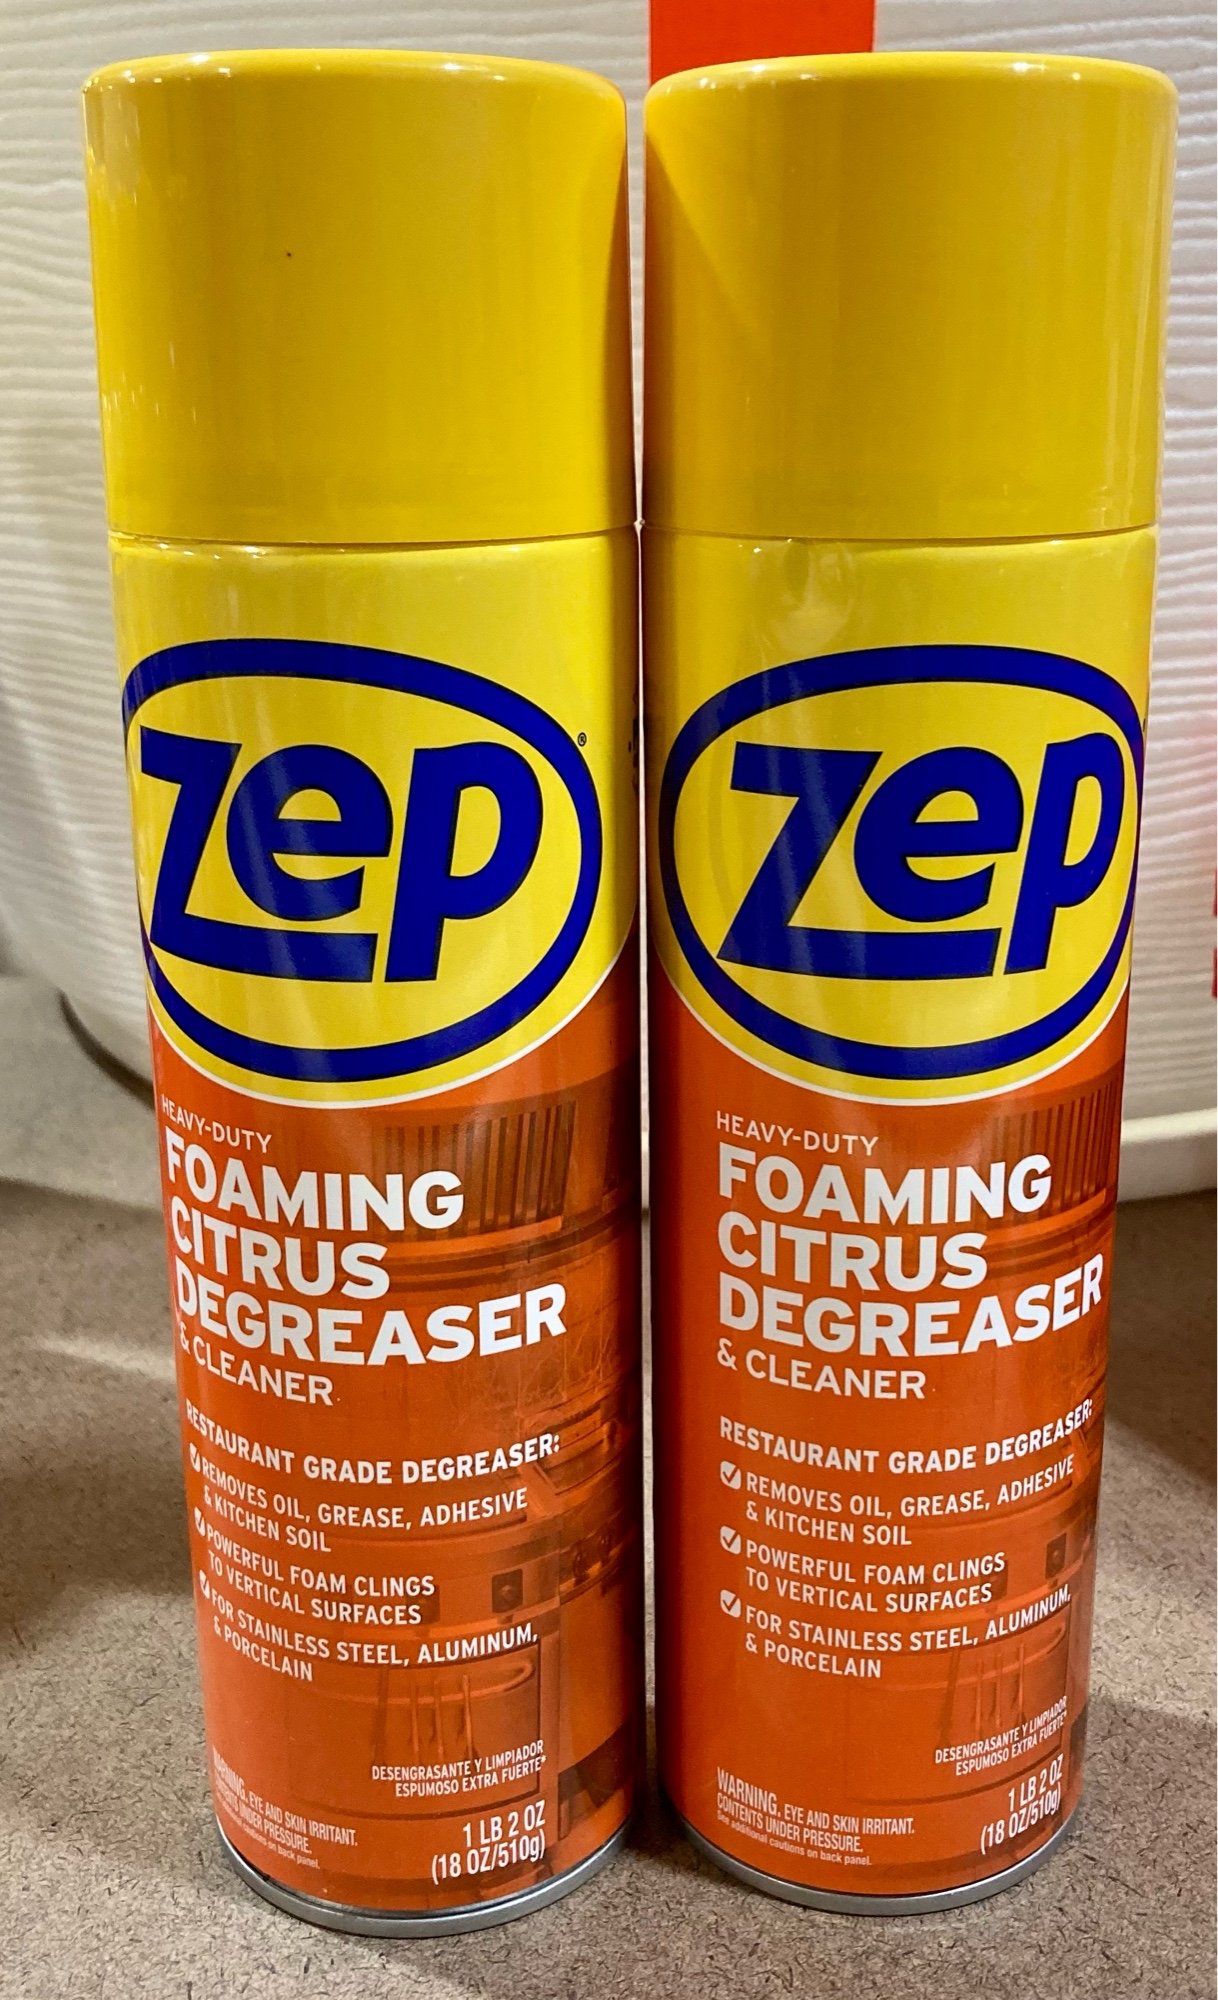 zep®
HEAVY-DUTY
FOAMING
CITRUS
DEGREASER
& CLEANER
RESTAURANT GRADE DEGREASER:
REMOVES OIL, GREASE, ADHESIVE
& KITCHEN SOIL
POWERFUL FOAM CLINGS
TO VERTICAL SURFACES
FOR STAINLESS STEEL, ALUMINUM,
& PORCELAIN
DESENGRASANTE Y LIMPIADOR
ESPUMOSO EXTRA FUERTE*
WARNING. EYE AND SKIN IRRITANT.
CONTENTS UNDER PRESSURE.
See additional cautions on back panel.
1 LB 2 OZ
(18 OZ/510g)
zep
HEAVY-DUTY
FOAMING
CITRUS
DEGREASER
& CLEANER
RESTAURANT GRADE DEGREASER:
REMOVES OIL, GREASE, ADHESIVE
& KITCHEN SOIL
POWERFUL FOAM CLINGS
TO VERTICAL SURFACES
FOR STAINLESS STEEL, ALUMINUM,
& PORCELAIN
DESENGRASANTE Y LIMPIADOR
ESPUMOSO EXTRA FUERTE*
WARNING. EYE AND SKIN IRRITANT.
CONTENTS UNDER PRESSURE.
See additional cautions on back panel.
1 LB 2 OZ
(18 OZ/510g)